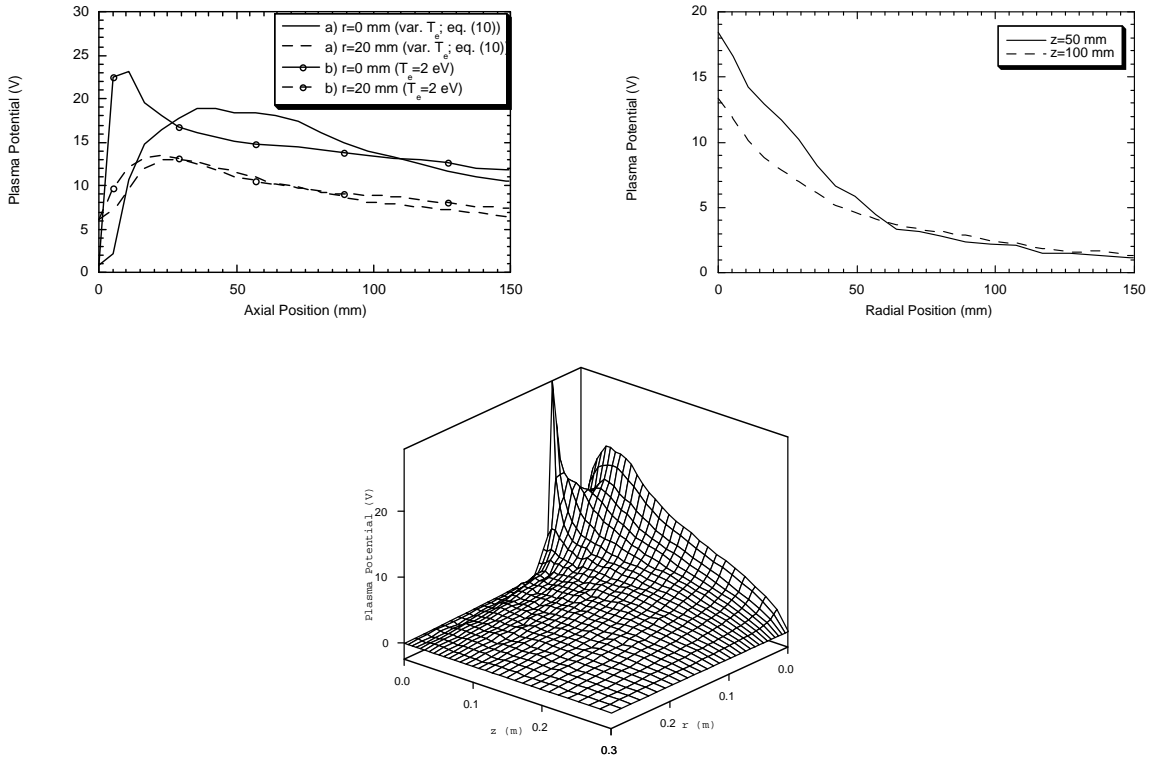 30
25
20
15
10
5
0
Plasma Potential (V)
a) r=0 mm (var. Te; eq. (10))
a) r=20 mm (var. Te; eq. (10)
b) r=0 mm (Te=2 eV)
b) r=20 mm (Te=2 eV)
0 50 100 150
Axial Position (mm)
20
15
10
5
0
Plasma Potential (V)
z=50 mm
z=100 mm
0 50 100 150
Radial Position (mm)
Plasma Potential (V)
20
10
0
0.0
0.1
0.2
z (m)
0.3
0.2
r (m)
0.1
0.0